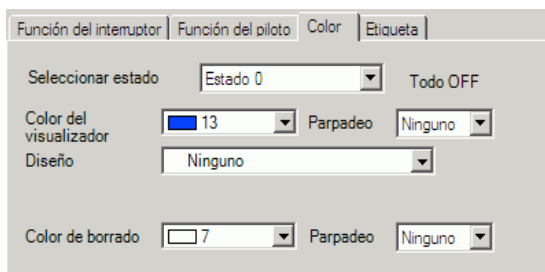 Función del interruptor Función del piloto Color Etiqueta
Seleccionar estado Estado 0 Todo OFF
Color del visualizador 13 Parpadeo Ninguno
Diseño Ninguno
Color de borrado 7 Parpadeo Ninguno